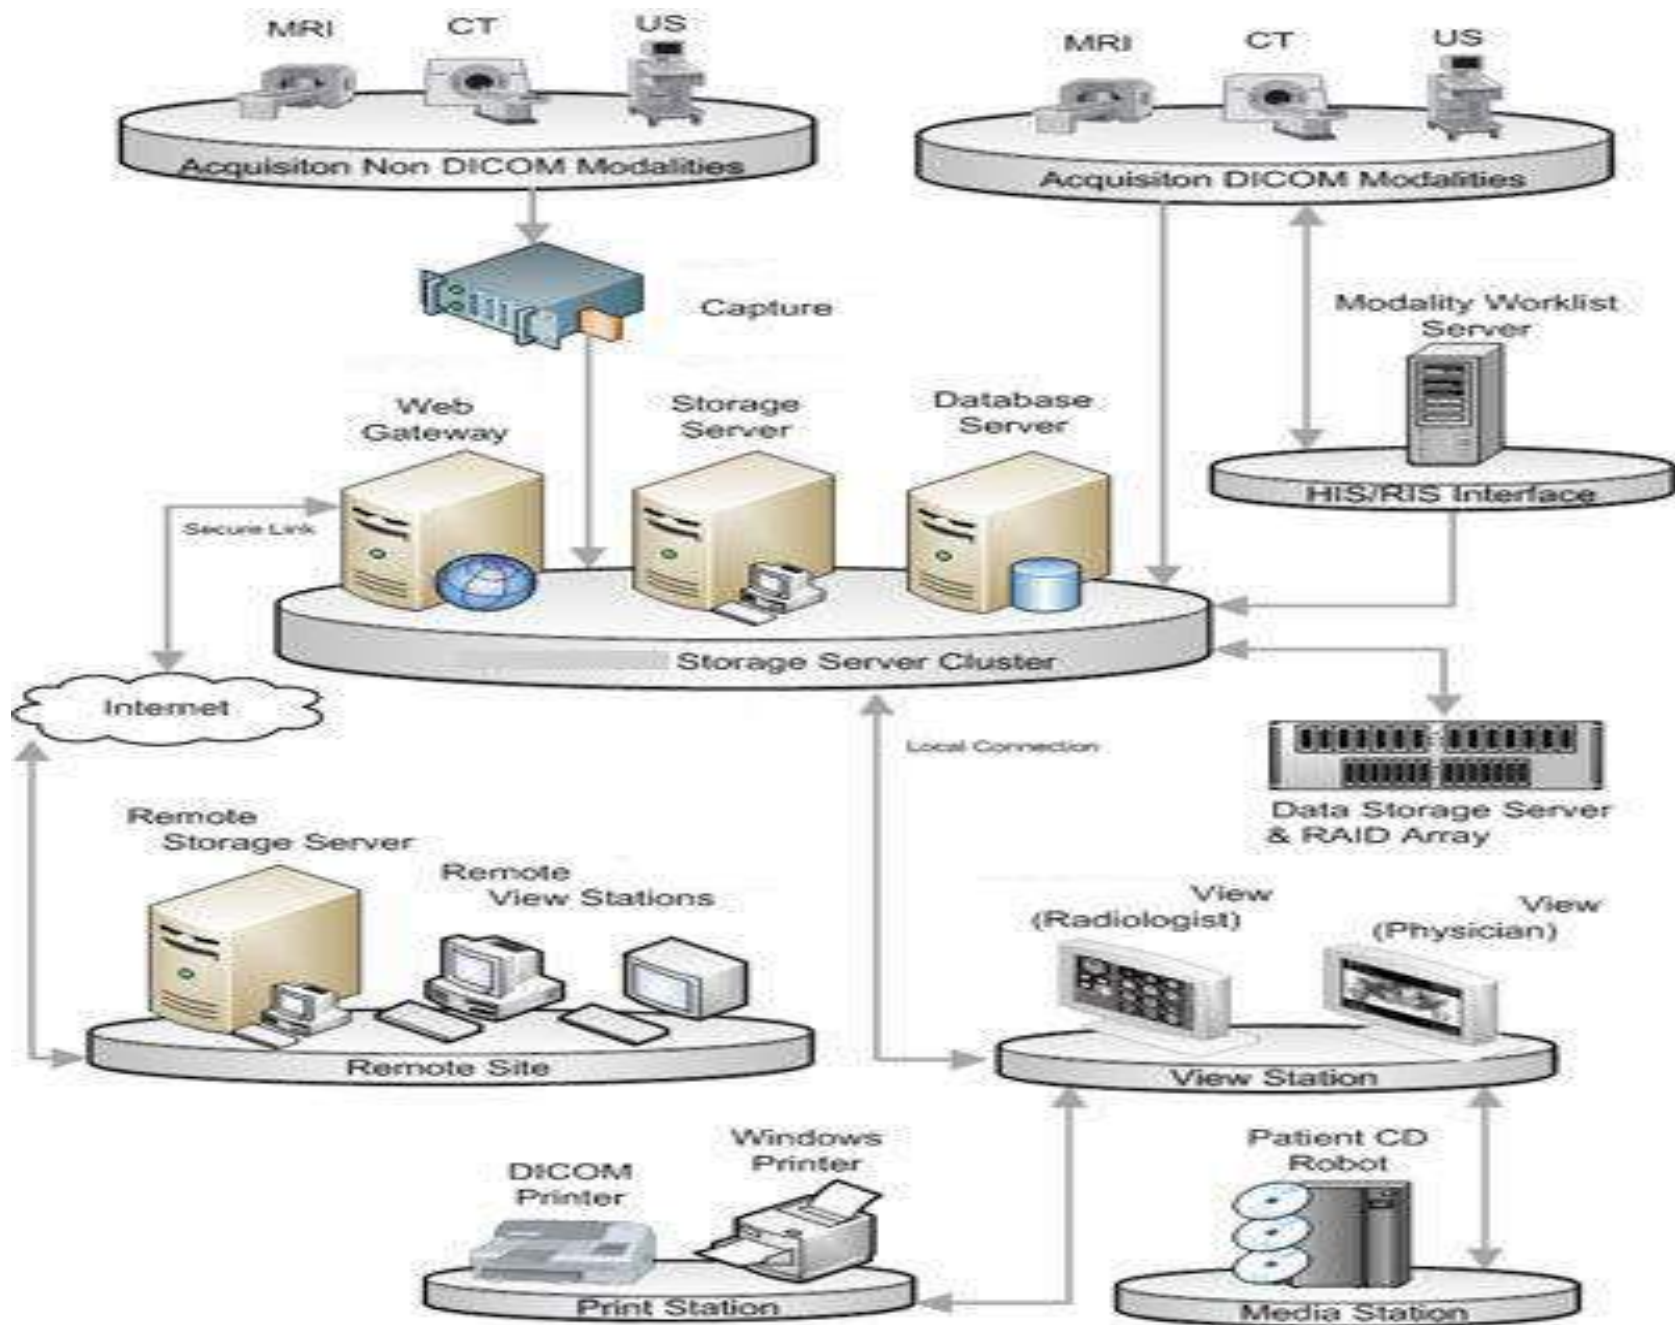 MRI
CT
US
Acquisiton Non DICOM Modalities
MRI
CT
US
Acquisiton DICOM Modalities
Capture
Modality Worklist
Server
HIS/RIS Interface
Web
Gateway
Storage
Server
Database
Server
Secure Link
Storage Server Cluster
Internet
Local Connection
Data Storage Server
& RAID Array
Remote
Storage Server
Remote
View Stations
Remote Site
View
(Radiologist)
View
(Physician)
View Station
DICOM
Printer
Windows
Printer
Print Station
Patient CD
Robot
Media Station